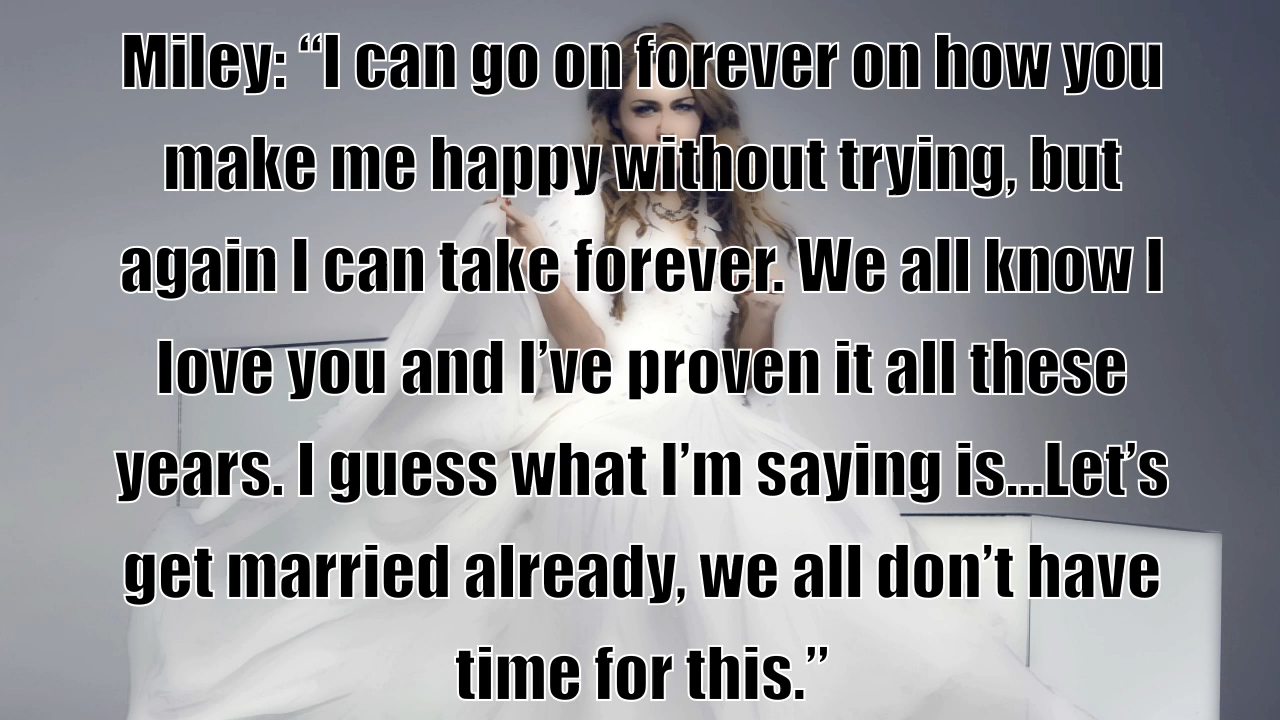 Miley: “I can go on forever on how you
make me happy without trying, but
again I can take forever. We all know I
love you and I’ve proven it all these
years. I guess what I’m saying is...Let’s
get married already, we all don’t have
time for this.”